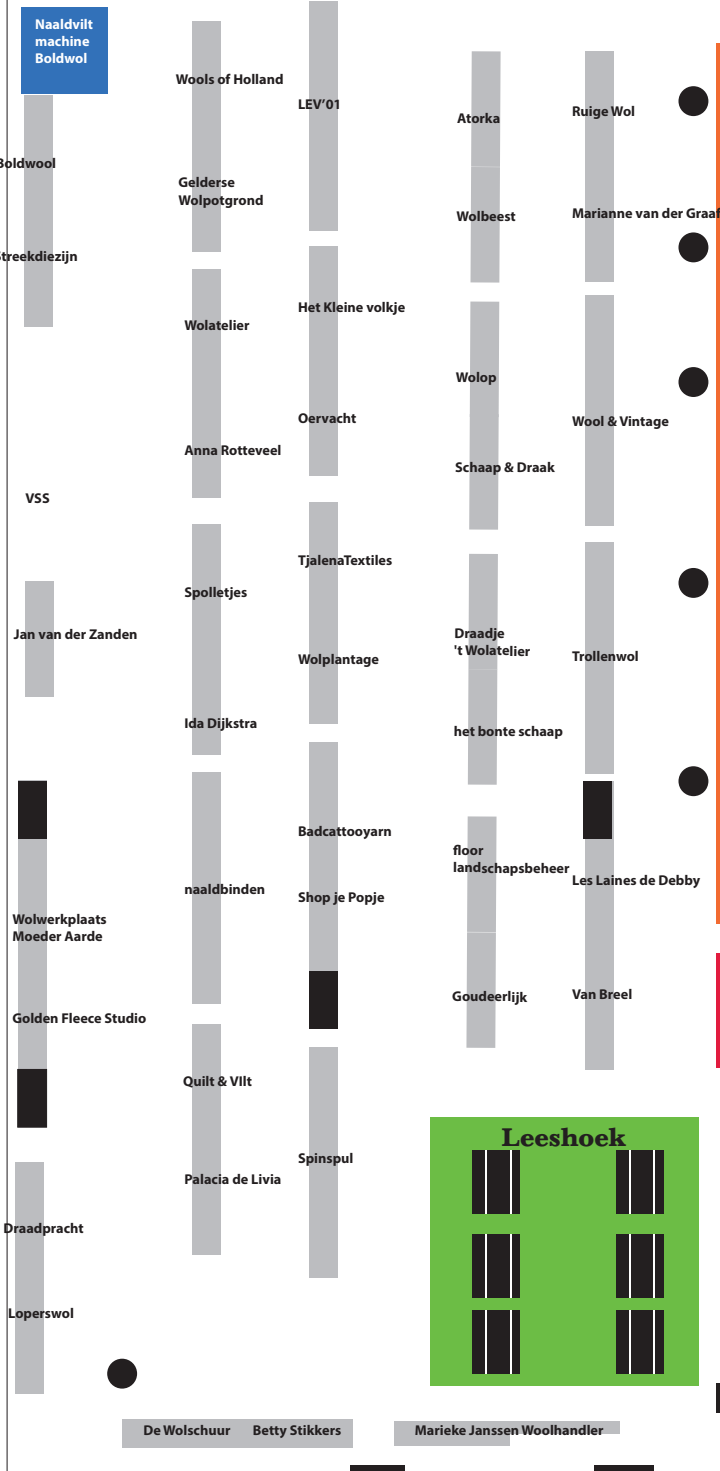 Naaldvilt
machine
Boldwol
Boldwool
Streekdiezijn
VSS
Jan van der Zanden
Wolwerkplaats
Moeder Aarde
Golden Fleece Studio
Draadpracht
Loperswol
Wools of Holland
Gelderse
Wolpotgrond
Wolatelier
Anna Rotteveel
Spolletjes
Ida Dijkstra
naaldbinden
Quilt & VIlt
Palacia de Livia
LEV'01
Het Kleine volkje
Oervacht
TjalenaTextiles
Wolplantage
Badcattooyarn
Shop je Popje
Spinspul
Atorka
Wolbeest
Wolop
Schaap & Draak
Draadje
't Wolatelier
het bonte schaap
floor
landschapsbeheer
Goudeerlijk
Ruige Wol
Marianne van der Graaf
Wool & Vintage
Trollenwol
Les Laines de Debby
Van Breel
Leeshoek
De Wolschuur
Betty Stikkers
Marieke Janssen Woolhandler